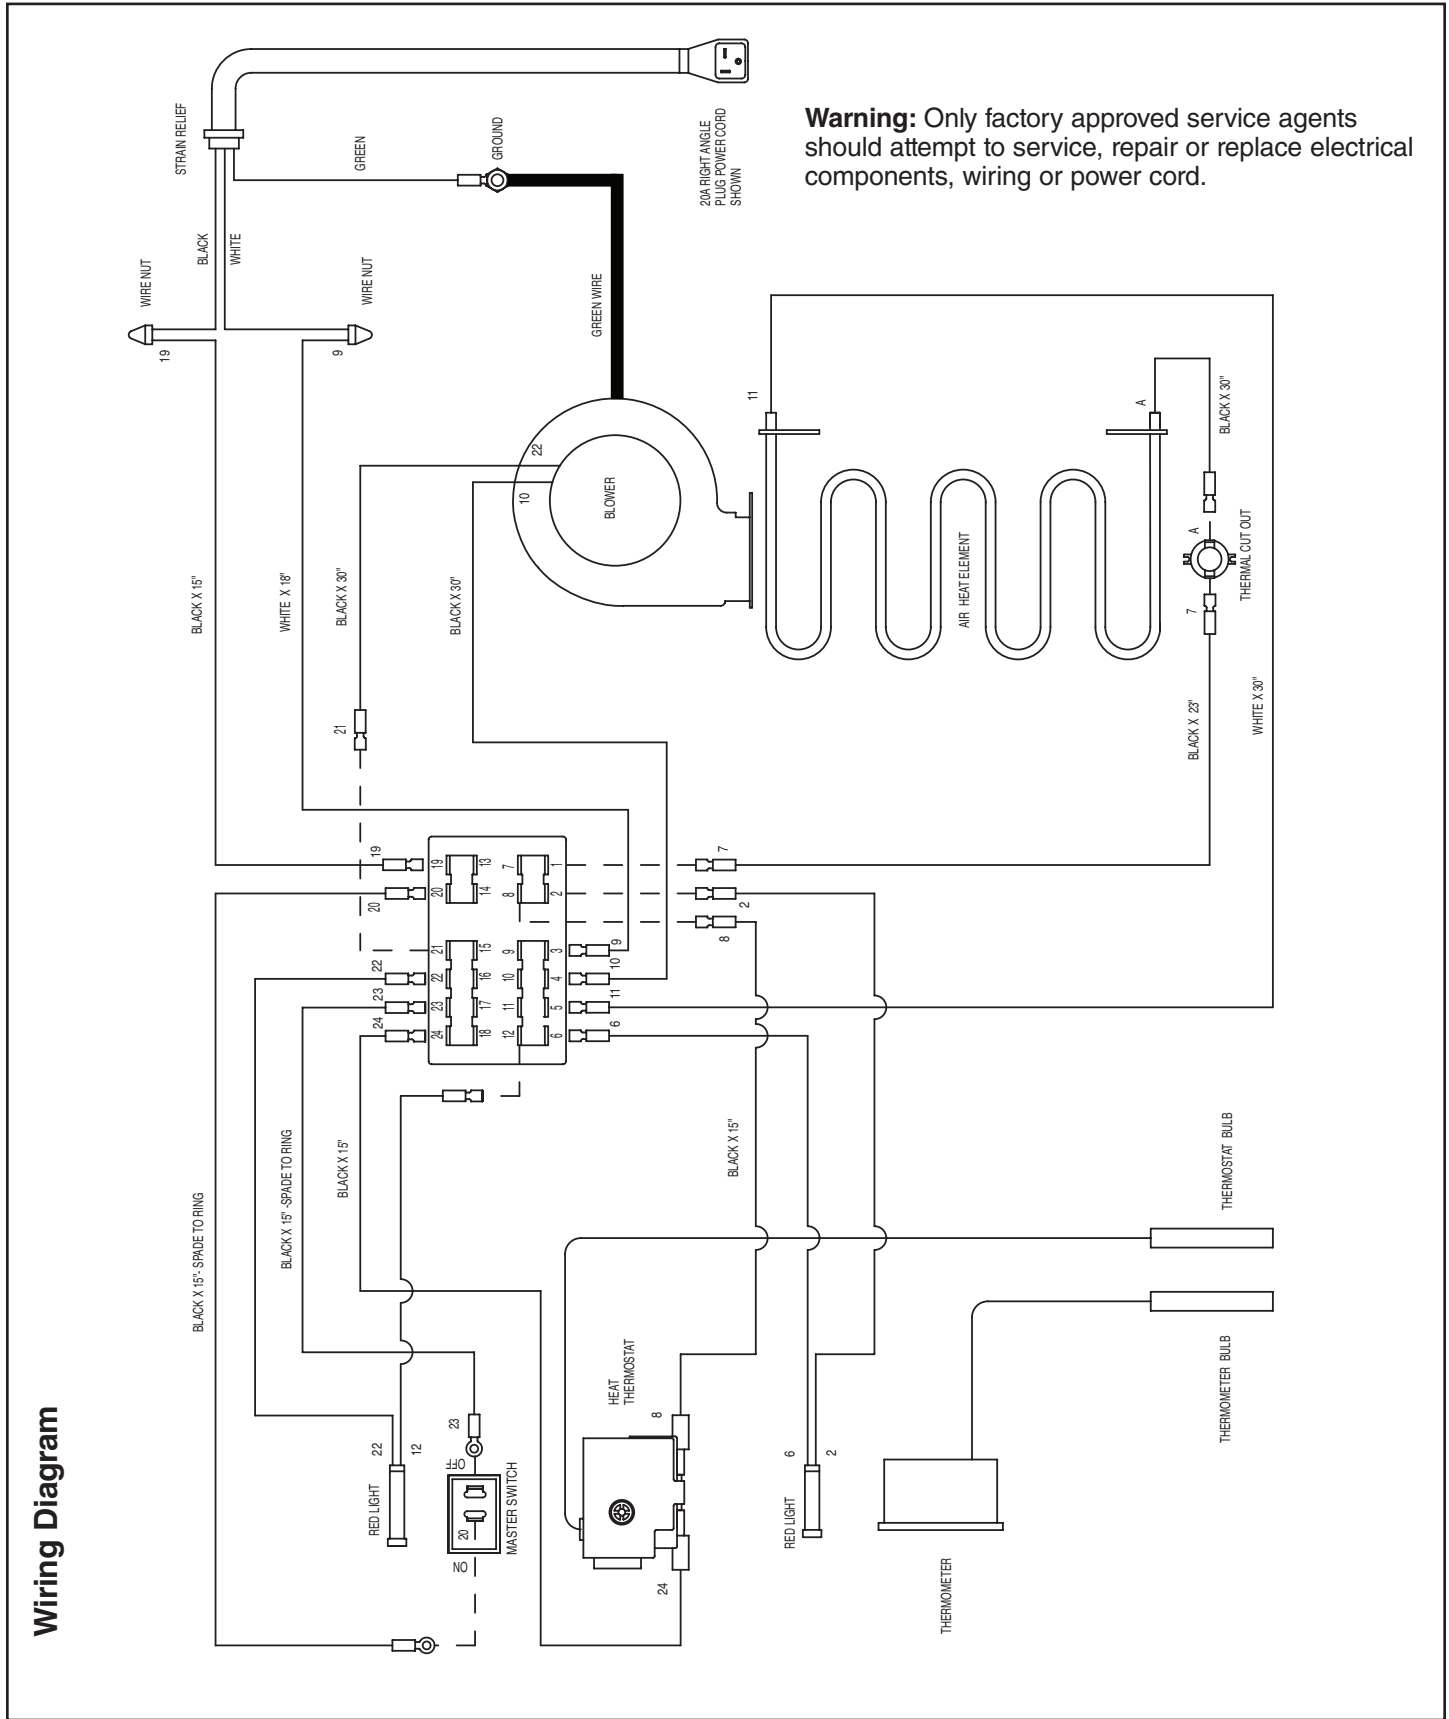 Wiring Diagram
Warning: Only factory approved service agents
should attempt to service, repair or replace electrical
components, wiring or power cord.
STRAIN RELIEF
GREEN
GROUND
20A RIGHT ANGLE
PLUG POWER CORD
SHOWN
BLACK
WHITE
WIRE NUT
19
WIRE NUT
9
GREEN WIRE
BLOWER
22
10
11
A
BLACK X 30"
A
THERMAL CUT OUT
7
AIR HEAT ELEMENT
BLACK X 15"
WHITE X 18"
BLACK X 30"
BLACK X 30"
21
BLACK X 23"
WHITE X 30"
19
20
22
23
24
19
20
21
22
23
24
13
14
15
16
17
18
7
8
9
10
11
12
1
2
3
4
5
6
9
10
11
6
7
2
8
BLACK X 15"- SPADE TO RING
BLACK X 15" -SPADE TO RING
BLACK X 15"
BLACK X 15"
THERMOSTAT BULB
THERMOMETER BULB
RED LIGHT
22
12
23
OFF
20
ON
MASTER SWITCH
HEAT
THERMOSTAT
8
24
RED LIGHT
6
2
THERMOMETER